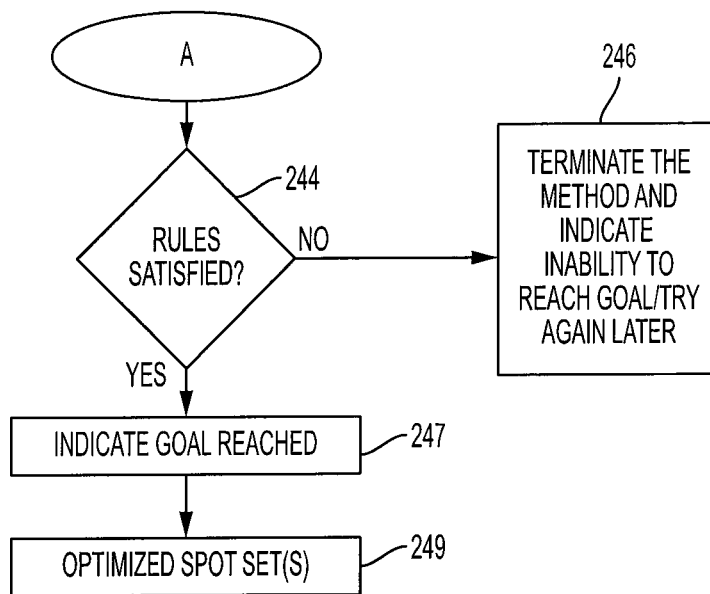 A
244
RULES
SATISFIED?
NO
246
TERMINATE THE
METHOD AND
INDICATE
INABILITY TO
REACH GOAL/TRY
AGAIN LATER
YES
INDICATE GOAL REACHED
247
OPTIMIZED SPOT SET(S)
249